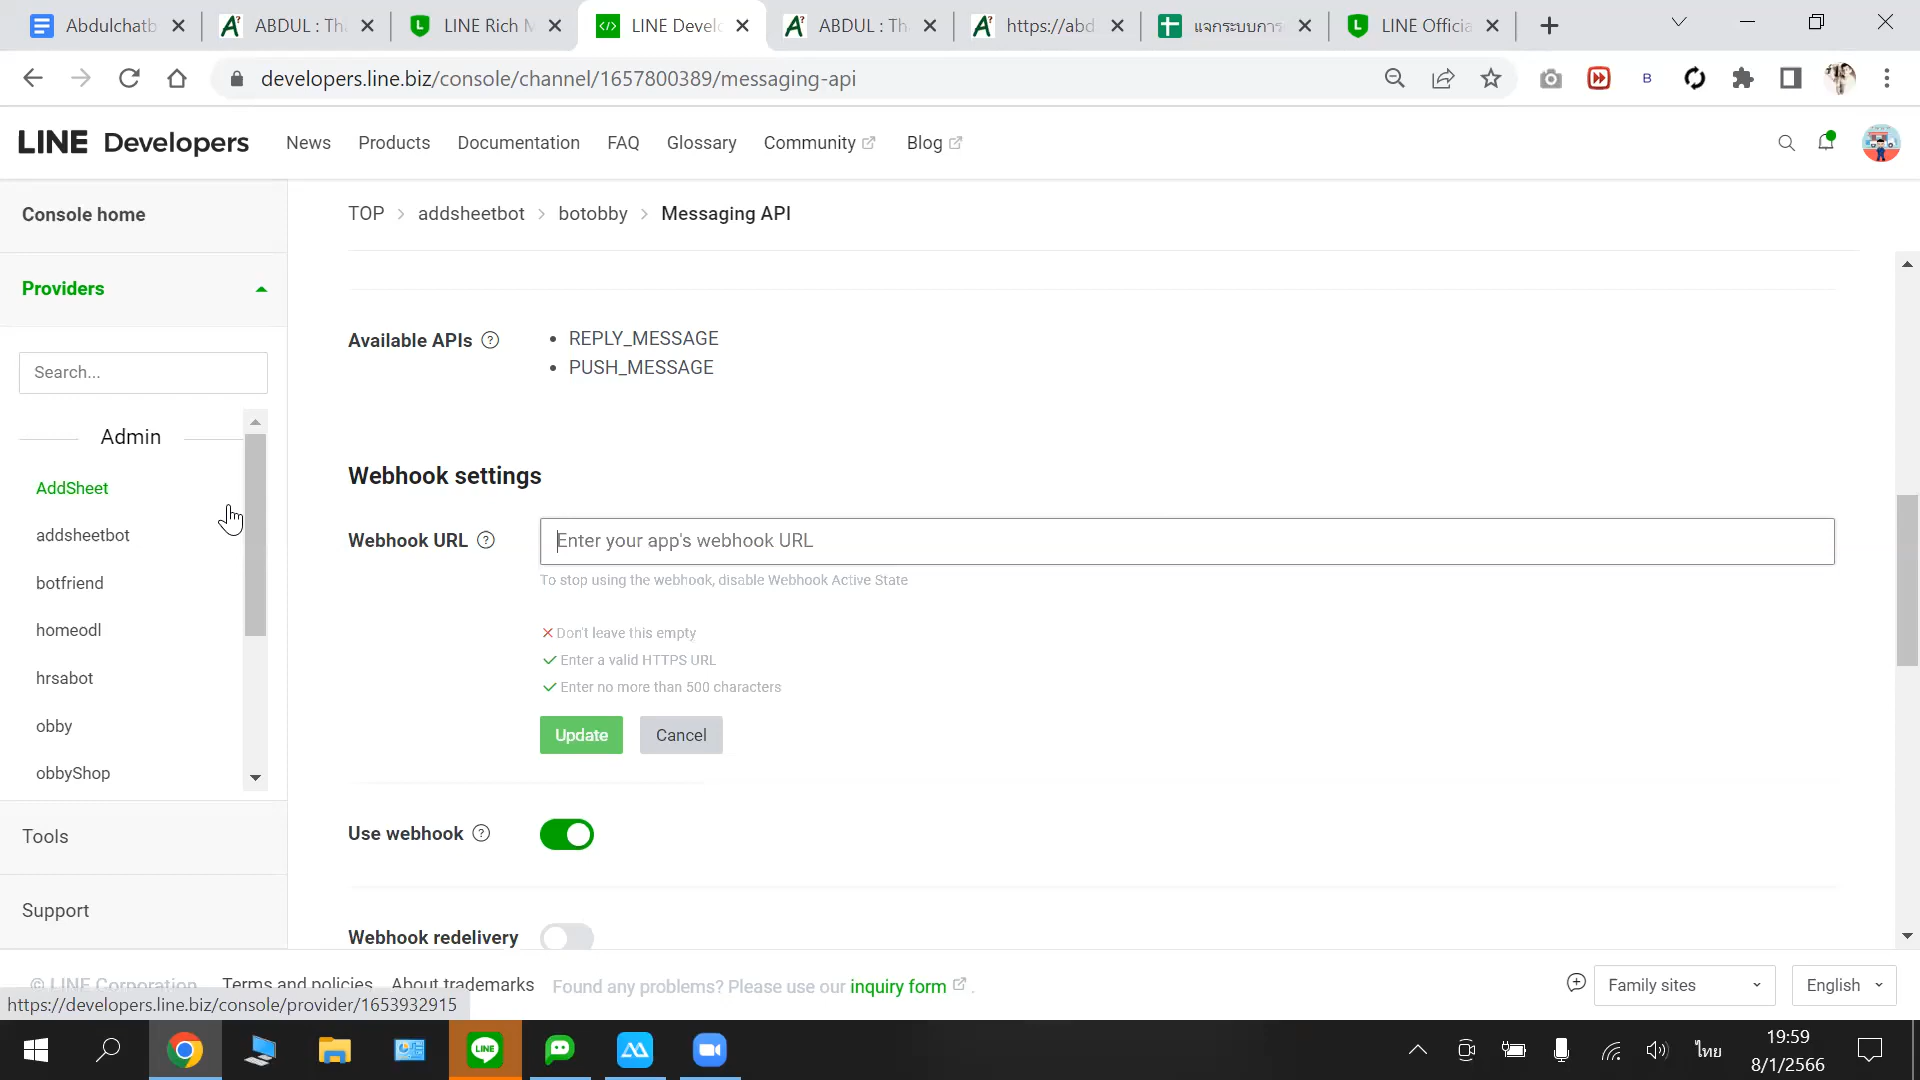 Abdulchatb
ABDUL : Th
LINE Rich M
LINE Devel
ABDUL : Th
https://abd
แจกระบบการ
LINE Officia
developers.line.biz/console/channel/1657800389/messaging-api
B
LINE Developers
News
Products
Documentation
FAQ
Glossary
Community
Blog
Console home
TOP > addsheetbot > botobby > Messaging API
Providers
Search...
Admin
AddSheet
addsheetbot
botfriend
homeodl
hrsabot
obby
obbyShop
Tools
Support
Available APIs ?
• REPLY_MESSAGE
• PUSH_MESSAGE
Webhook settings
Webhook URL ?
Enter your app's webhook URL
To stop using the webhook, disable Webhook Active State
Don't leave this empty
Enter a valid HTTPS URL
Enter no more than 500 characters
Update
Cancel
Use webhook ?
Webhook redelivery
© LINE Corporation
Terms and policies
About trademarks
Found any problems? Please use our inquiry form .
Family sites
English
https://developers.line.biz/console/provider/1653932915
LINE
ไทย
19:59
8/1/2566